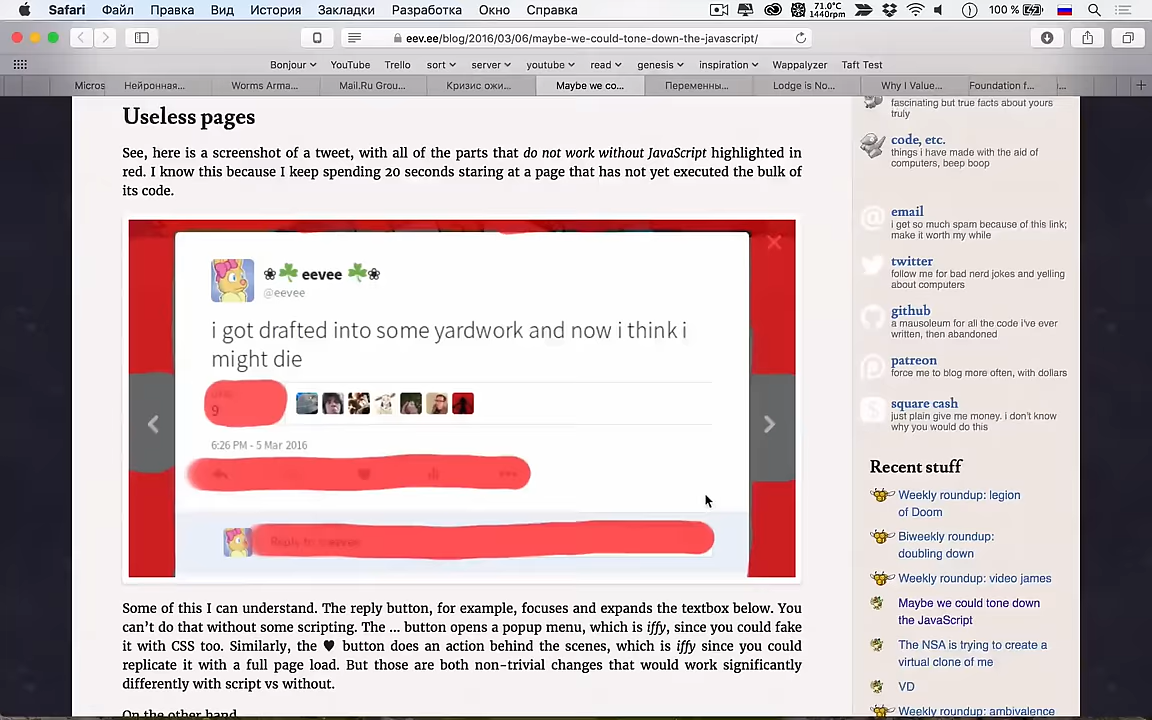 Safari Файл Правка Вид История Закладки Разработка Окно Справка 71.0°C 1440rpm 100 %
eev.ee/blog/2016/03/06/maybe-we-could-tone-down-the-javascript/
Bonjour YouTube Trello sort server youtube read genesis inspiration Wappalyzer Taff Test
Micros Нейронная... Worms Arma... Mail.Ru Grou... Кризис ожи... Maybe we co... Переменны... Lodge is No... Why I Value... Foundation f... ...
Useless pages
See, here is a screenshot of a tweet, with all of the parts that do not work without JavaScript highlighted in
red. I know this because I keep spending 20 seconds staring at a page that has not yet executed the bulk of
its code.
eevee
@eevee
i got drafted into some yardwork and now i think i
might die
9
6:26 PM - 5 Mar 2016
Reply to
Some of this I can understand. The reply button, for example, focuses and expands the textbox below. You
can't do that without some scripting. The ... button opens a popup menu, which is iffy, since you could fake
it with CSS too. Similarly, the ♥ button does an action behind the scenes, which is iffy since you could
replicate it with a full page load. But those are both non-trivial changes that would work significantly
differently with script vs without.
On the other hand
fascinating but true facts about yours
truly
code, etc.
things i have made with the aid of
computers, beep boop
email
i get so much spam because of this link;
make it worth my while
twitter
follow me for bad nerd jokes and yelling
about computers
github
a mausoleum for all the code i've ever
written, then abandoned
patreon
force me to blog more often, with dollars
square cash
just plain give me money. i don't know
why you would do this
Recent stuff
Weekly roundup: legion
of Doom
Biweekly roundup:
doubling down
Weekly roundup: video james
Maybe we could tone down
the JavaScript
The NSA is trying to create a
virtual clone of me
VD
Weekly roundup: ambivalence